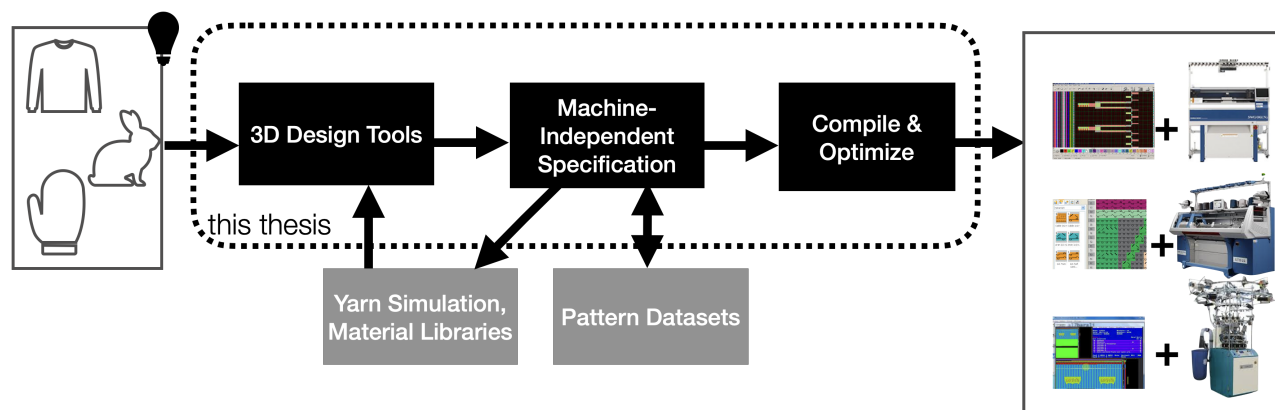 3D Design Tools
Machine-
Independent
Specification
Compile &
Optimize
this thesis
Yarn Simulation,
Material Libraries
Pattern Datasets
+
+
+